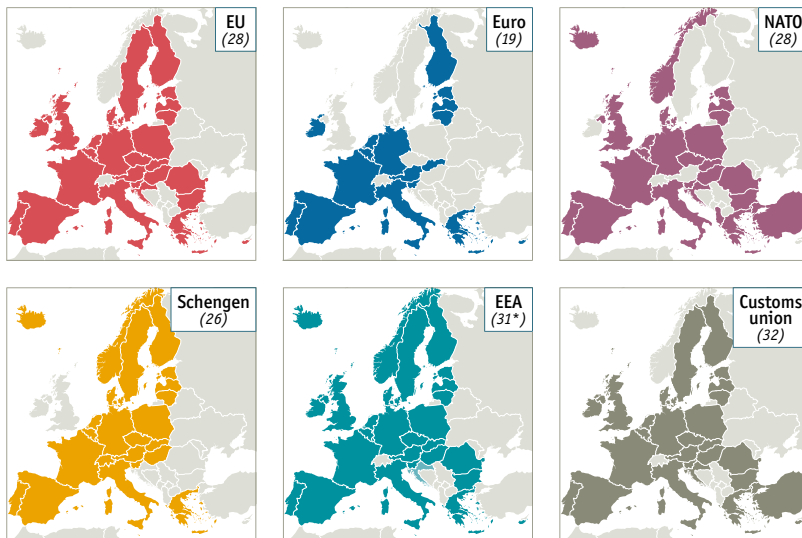 EU
(28)
Euro
(19)
NATO
(28)
Schengen
(26)
EEA
(31*)
Customs
union
(32)